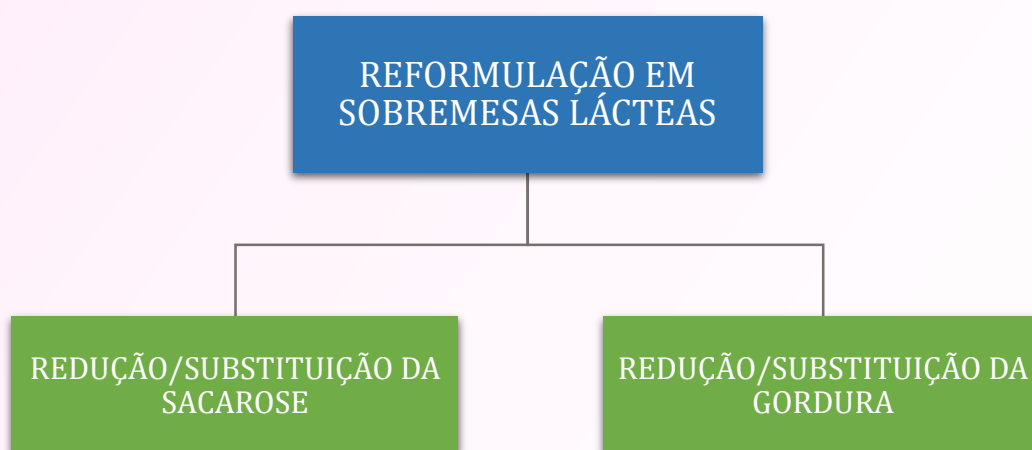 REFORMULAÇÃO EM
SOBREMESAS LÁCTEAS
REDUÇÃO/SUBSTITUIÇÃO DA
SACAROSE
REDUÇÃO/SUBSTITUIÇÃO DA
GORDURA